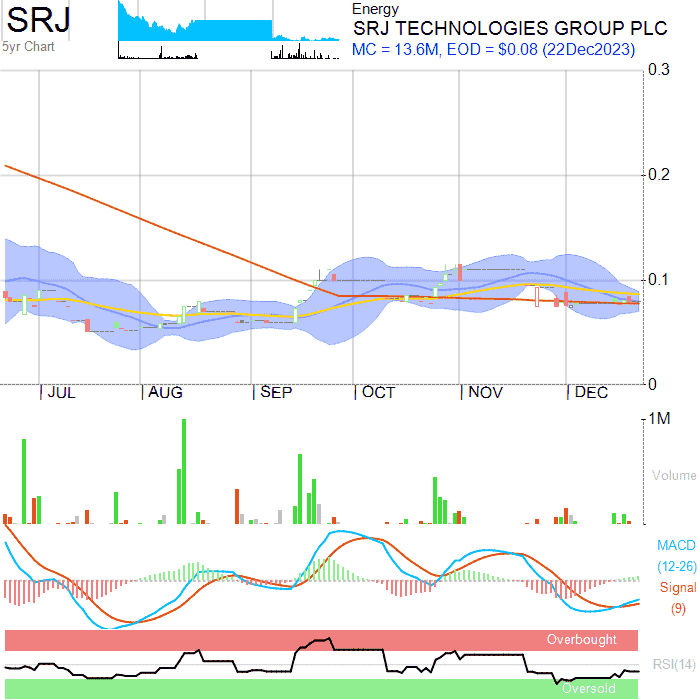 SRJ
5yr Chart
Energy
SRJ TECHNOLOGIES GROUP PLC
MC = 13.6M, EOD = $0.08 (22Dec2023)
0.3
0.2
0.1
0
JUL AUG SEP OCT NOV DEC
1M
Volume
MACD
(12-26)
Signal
(9)
Overbought
RSI(14)
Oversold